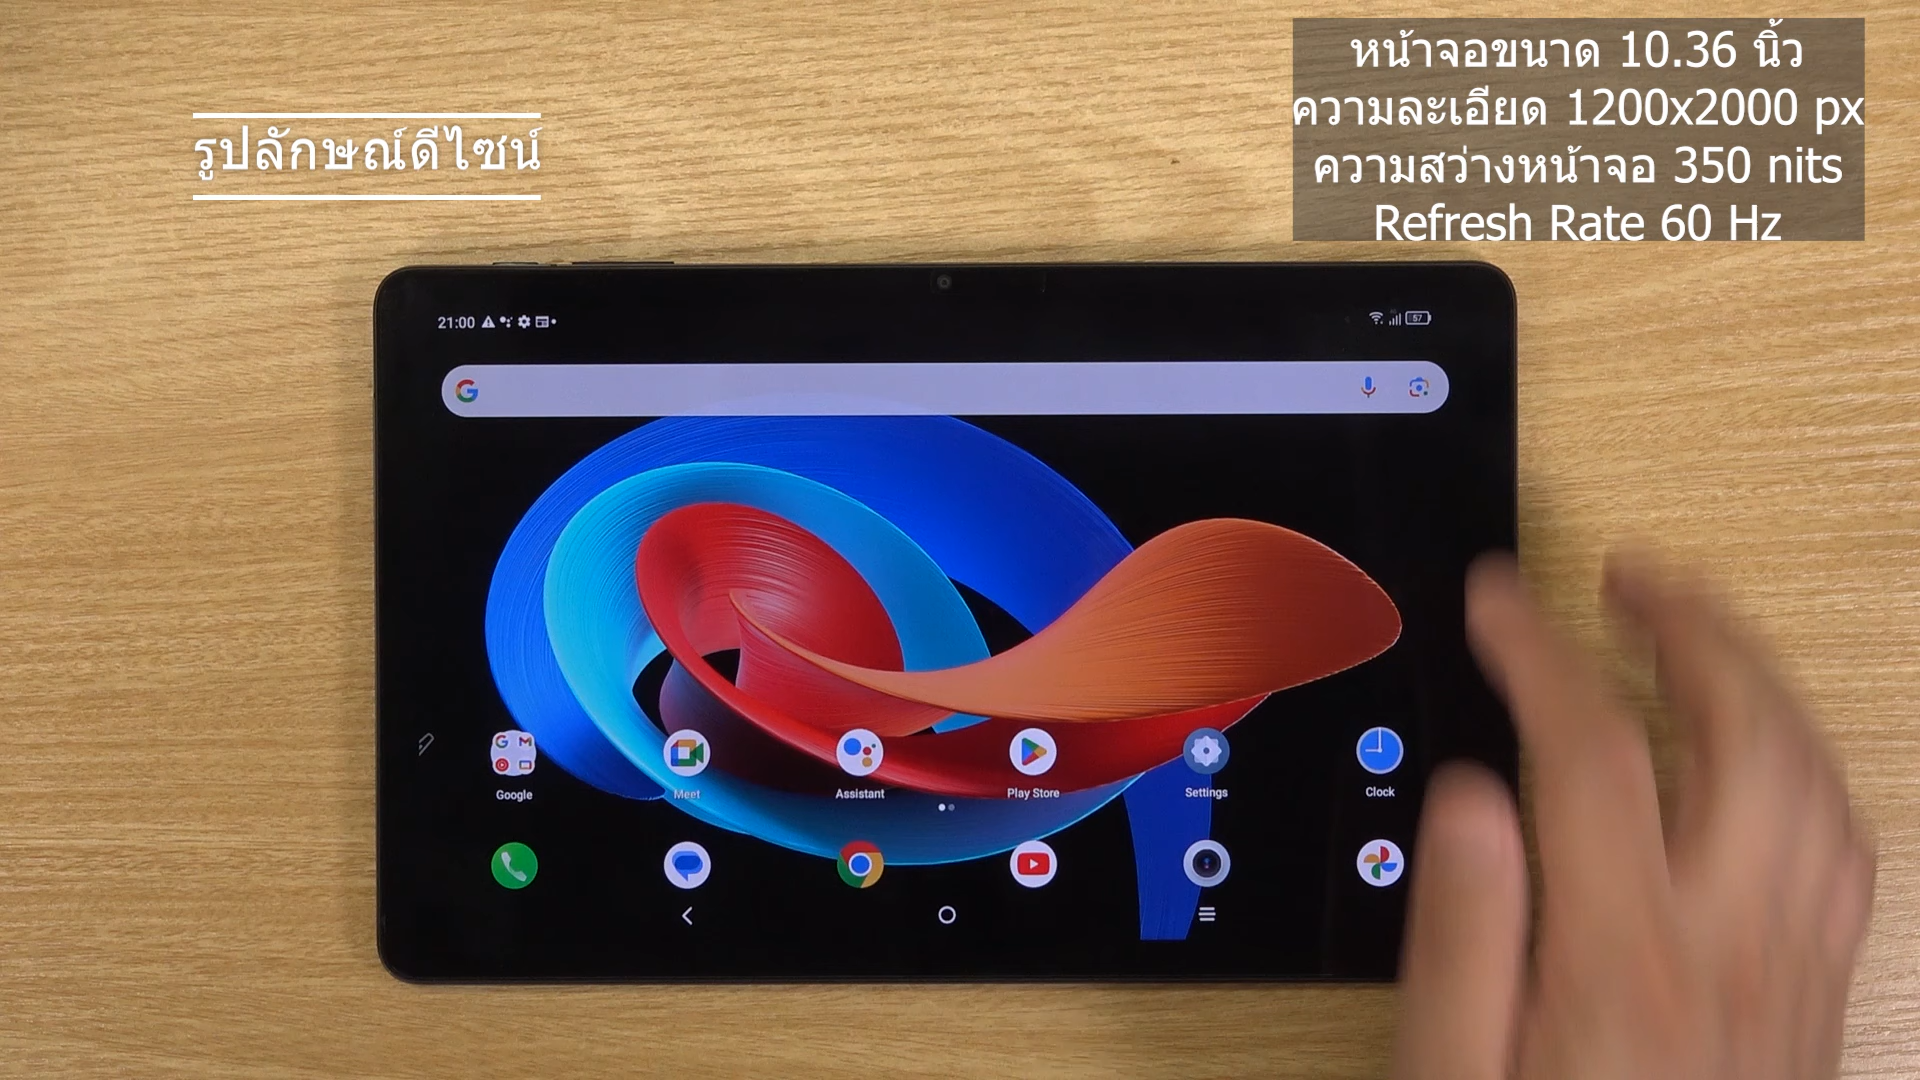 หน้าจอขนาด 10.36 นิ้ว
ความละเอียด 1200x2000 px
ความสว่างหน้าจอ 350 nits
Refresh Rate 60 Hz
รูปลักษณ์ดีไซน์
21:00
57
Google
Meet
Assistant
Play Store
Settings
Clock